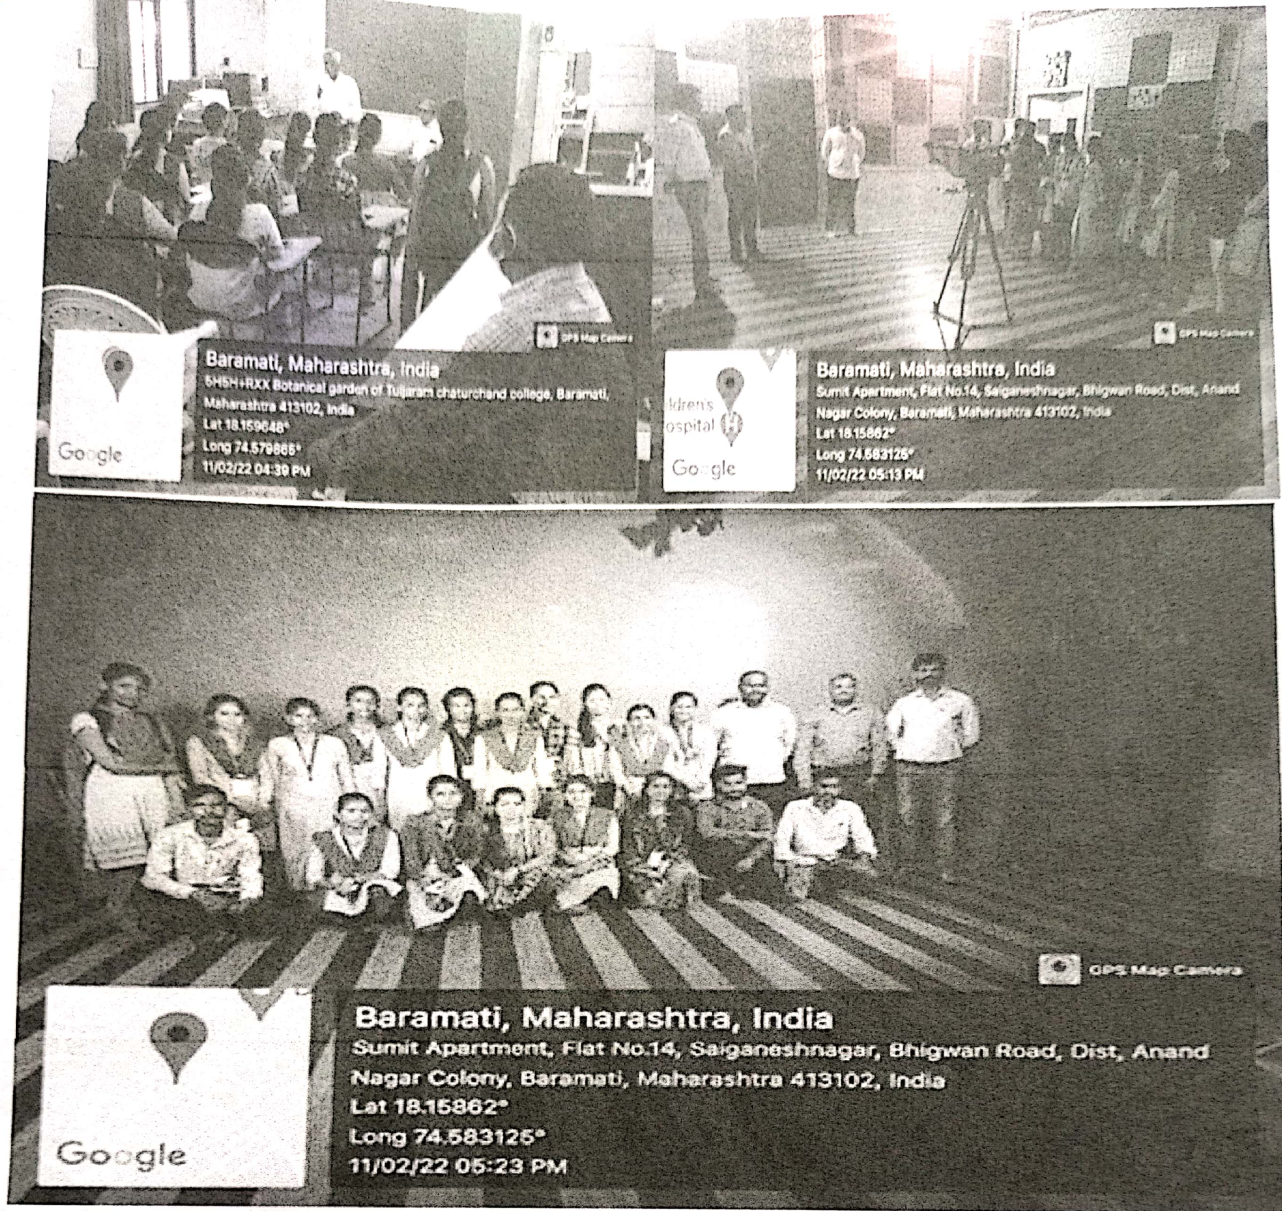 GPS Map Camera
Baramati, Maharashtra, India
5H5H+RXX Botanical garden of Tuljaram chaturchand college, Baramati,
Maharashtra 413102, India
Lat 18.159648°
Long 74.579865°
11/02/22 04:39 PM
Google
GPS Map Camera
Baramati, Maharashtra, India
Sumit Apartment, Flat No.14, Saiganeshnagar, Bhigwan Road, Dist, Anand
Nagar Colony, Baramati, Maharashtra 413102, India
Lat 18.15862°
Long 74.583125°
11/02/22 05:13 PM
ldren's
ospital H
Google
GPS Map Camera
Baramati, Maharashtra, India
Sumit Apartment, Flat No.14, Saiganeshnagar, Bhigwan Road, Dist, Anand
Nagar Colony, Baramati, Maharashtra 413102, India
Lat 18.15862°
Long 74.583125°
11/02/22 05:23 PM
Google